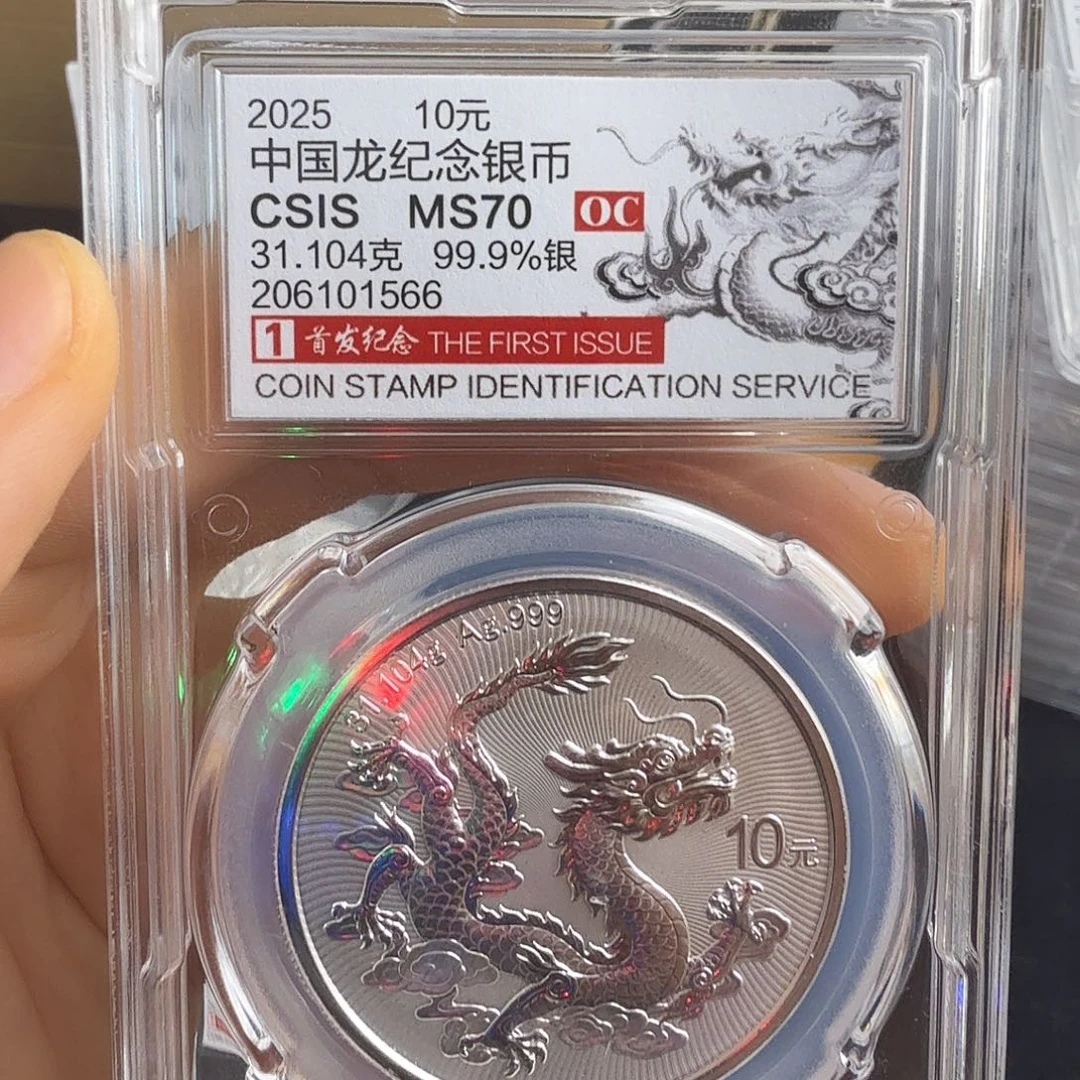 2025 10元
中国龙纪念银币
CSIS MS70 OC
31.104克 99.9%银
206101566
1 首发纪念 THE FIRST ISSUE
COIN STAMP IDENTIFICATION SERVICE
31.104g Ag.999
10元